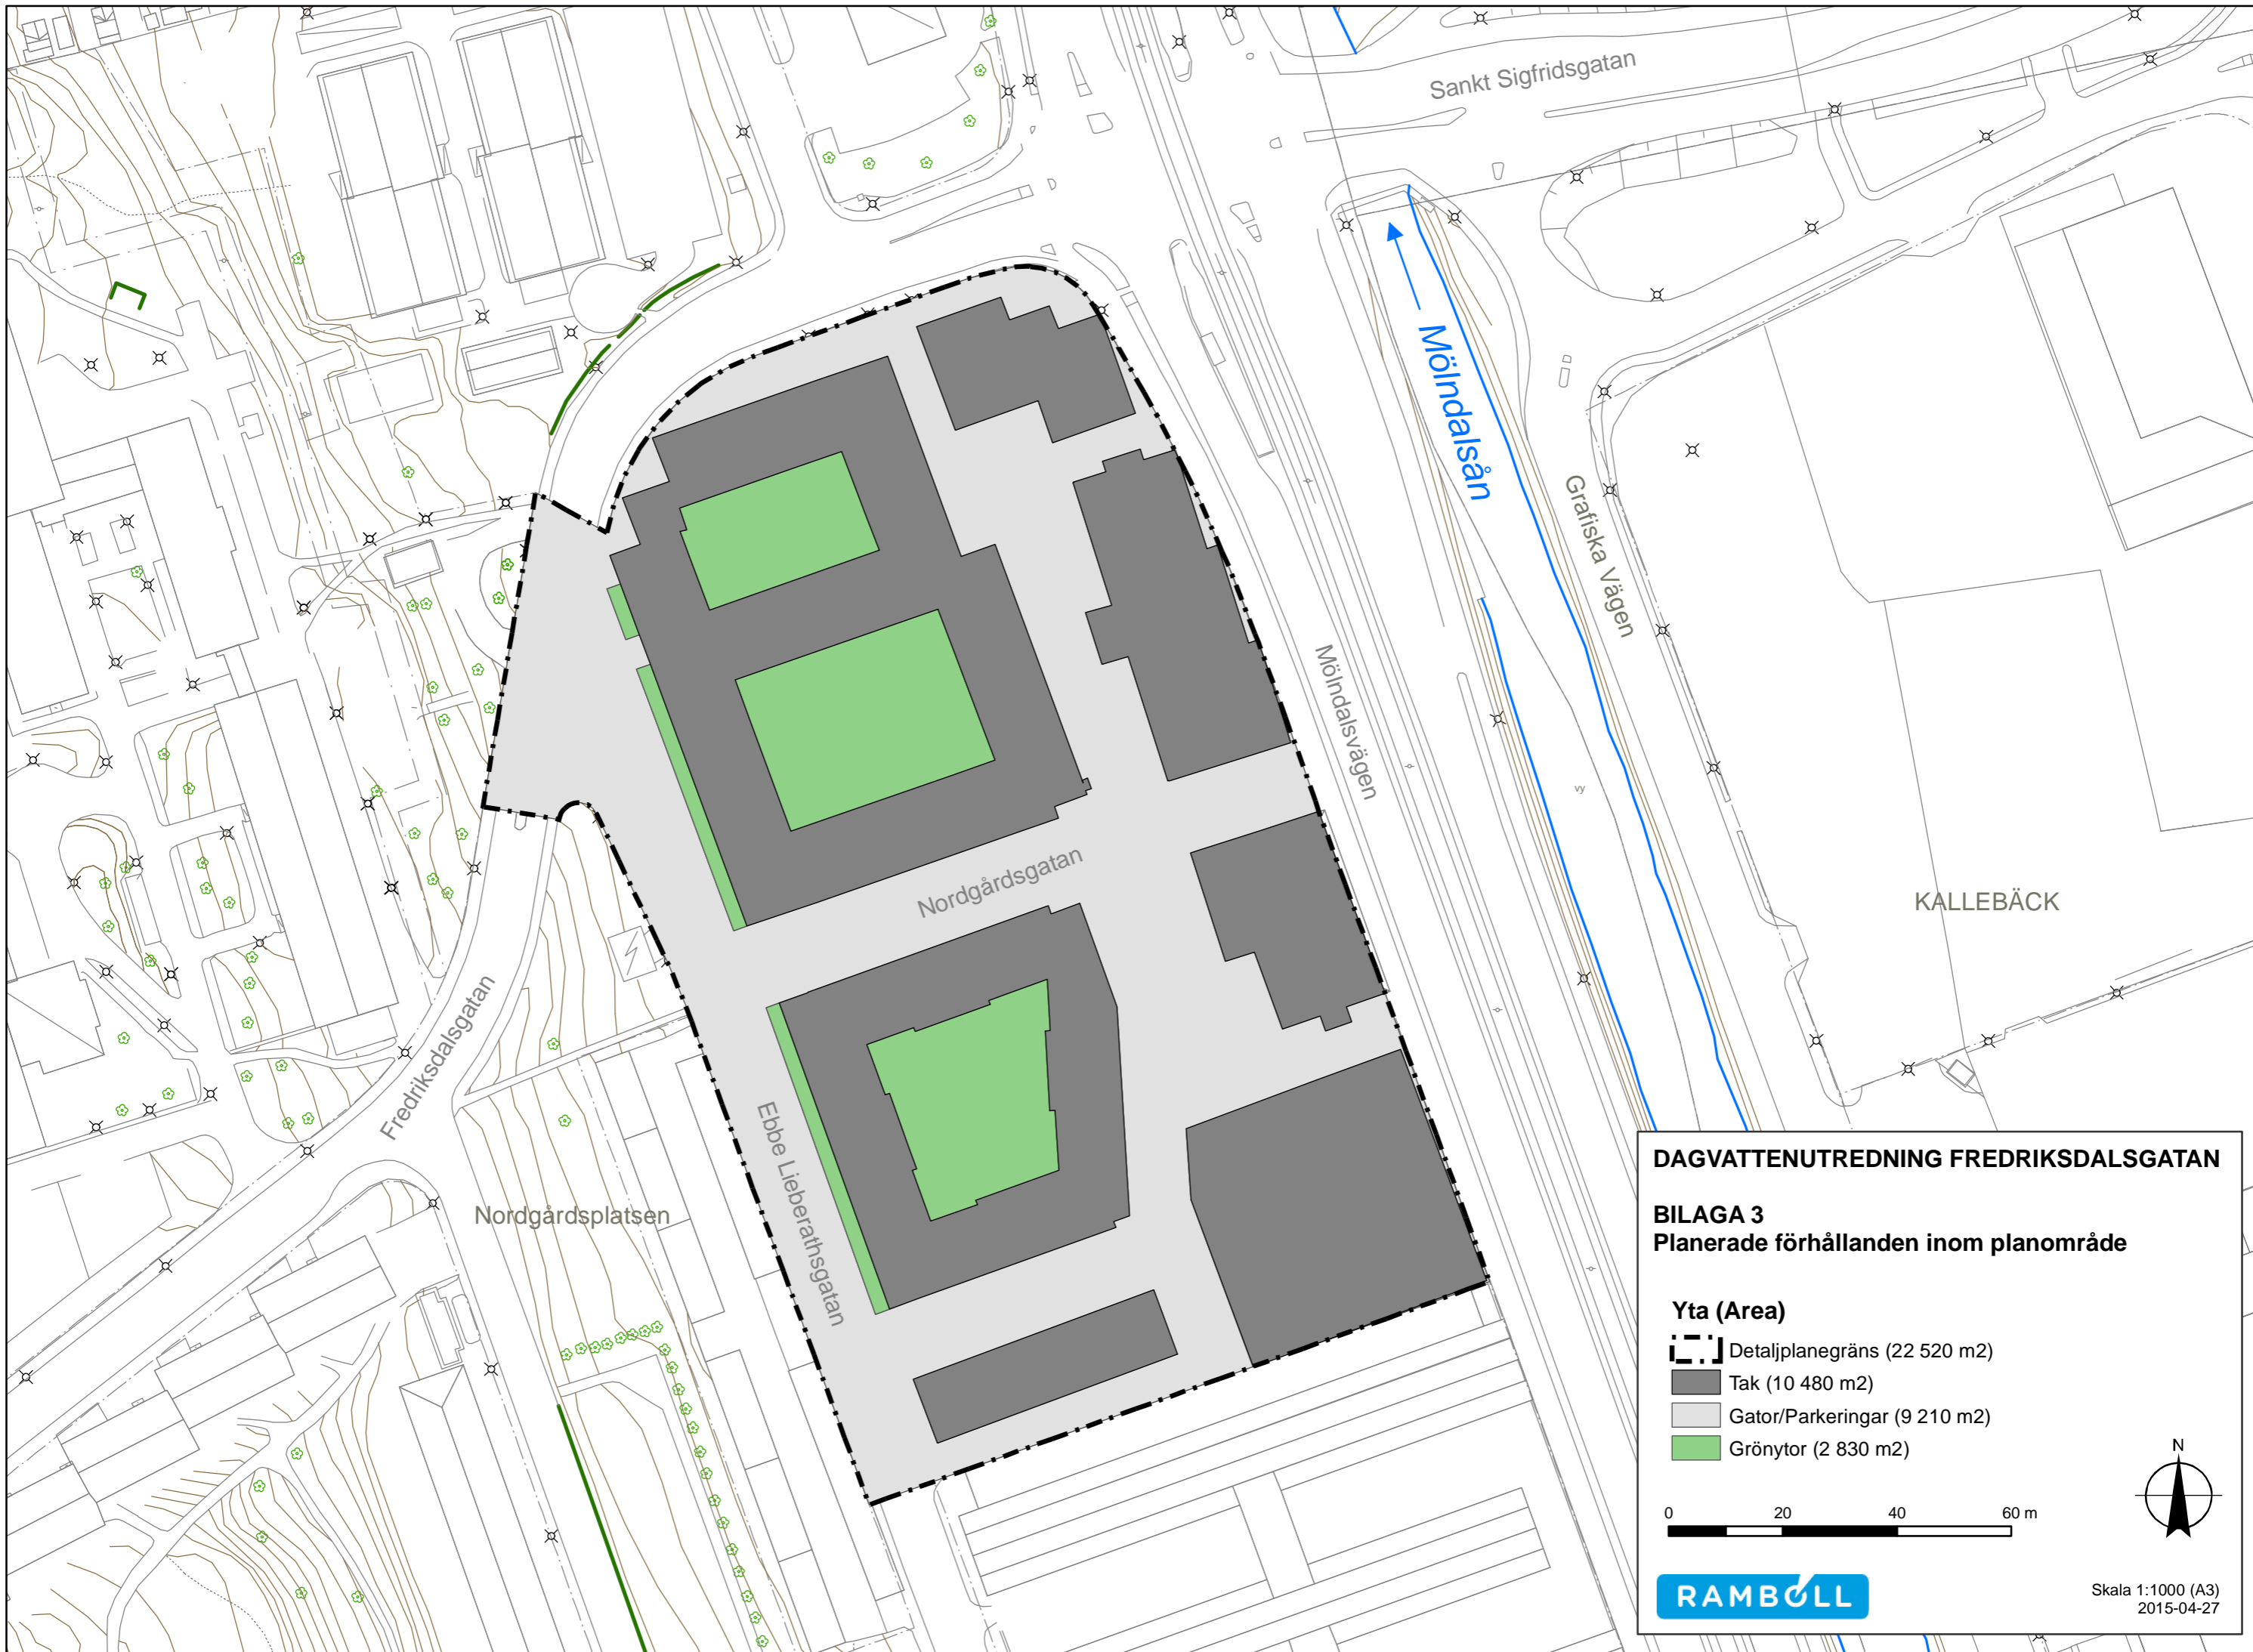 Sankt Sigfridsgatan
Mölndalsån
Grafiska Vägen
Mölndalsvägen
vy
Nordgårdsgatan
KALLEBÄCK
Fredriksdalsgatan
Ebbe Lieberathsgatan
Nordgårdsplatsen
DAGVATTENUTREDNING FREDRIKSDALSGATAN
BILAGA 3
Planerade förhållanden inom planområde
Yta (Area)
Detaljplanegräns (22 520 m2)
Tak (10 480 m2)
Gator/Parkeringar (9 210 m2)
Grönytor (2 830 m2)
N
0 20 40 60 m
RAMBOLL
Skala 1:1000 (A3)
2015-04-27